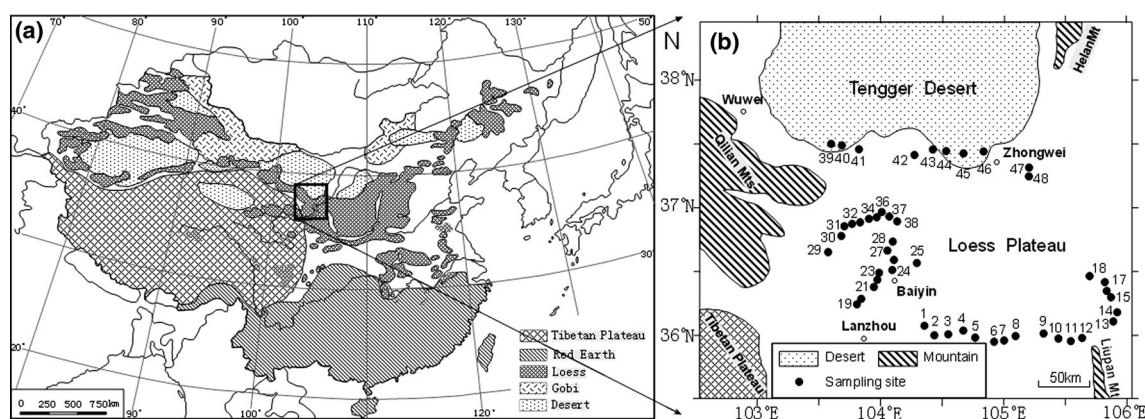 (a)
70° 80° 90° 100° 110° 120° 130° 140° 150°
50°
40°
40°
30°
30°
20°
20°
Tibetan Plateau
Red Earth
Loess
Gobi
Desert
0 250 500 750km
90° 100° 110° 120°
N
(b)
38°N
37°N
36°N
HelanMt
Tengger Desert
Wuwei
Qilian Mts
39 40 41 42 43 44 45 46
Zhongwei
47
48
36
34 37
32 38
31
30
29
28
27 25
Loess Plateau
24
23
21
19
Baiyin
18
17
15
14
13
1
2 3 4 5 6 7 8 9 10 11 12
Lanzhou
Tibetan Plateau
Liupan Mt
Desert Mountain
Sampling site
50km
103°E 104°E 105°E 106°E